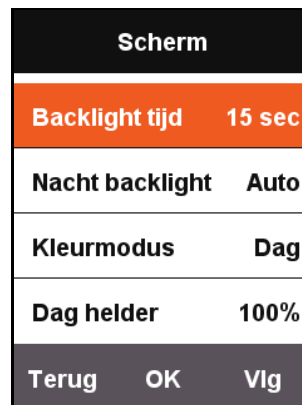 Scherm
Backlight tijd 15 sec
Nacht backlight Auto
Kleurmodus Dag
Dag helder 100%
Terug OK Vlg